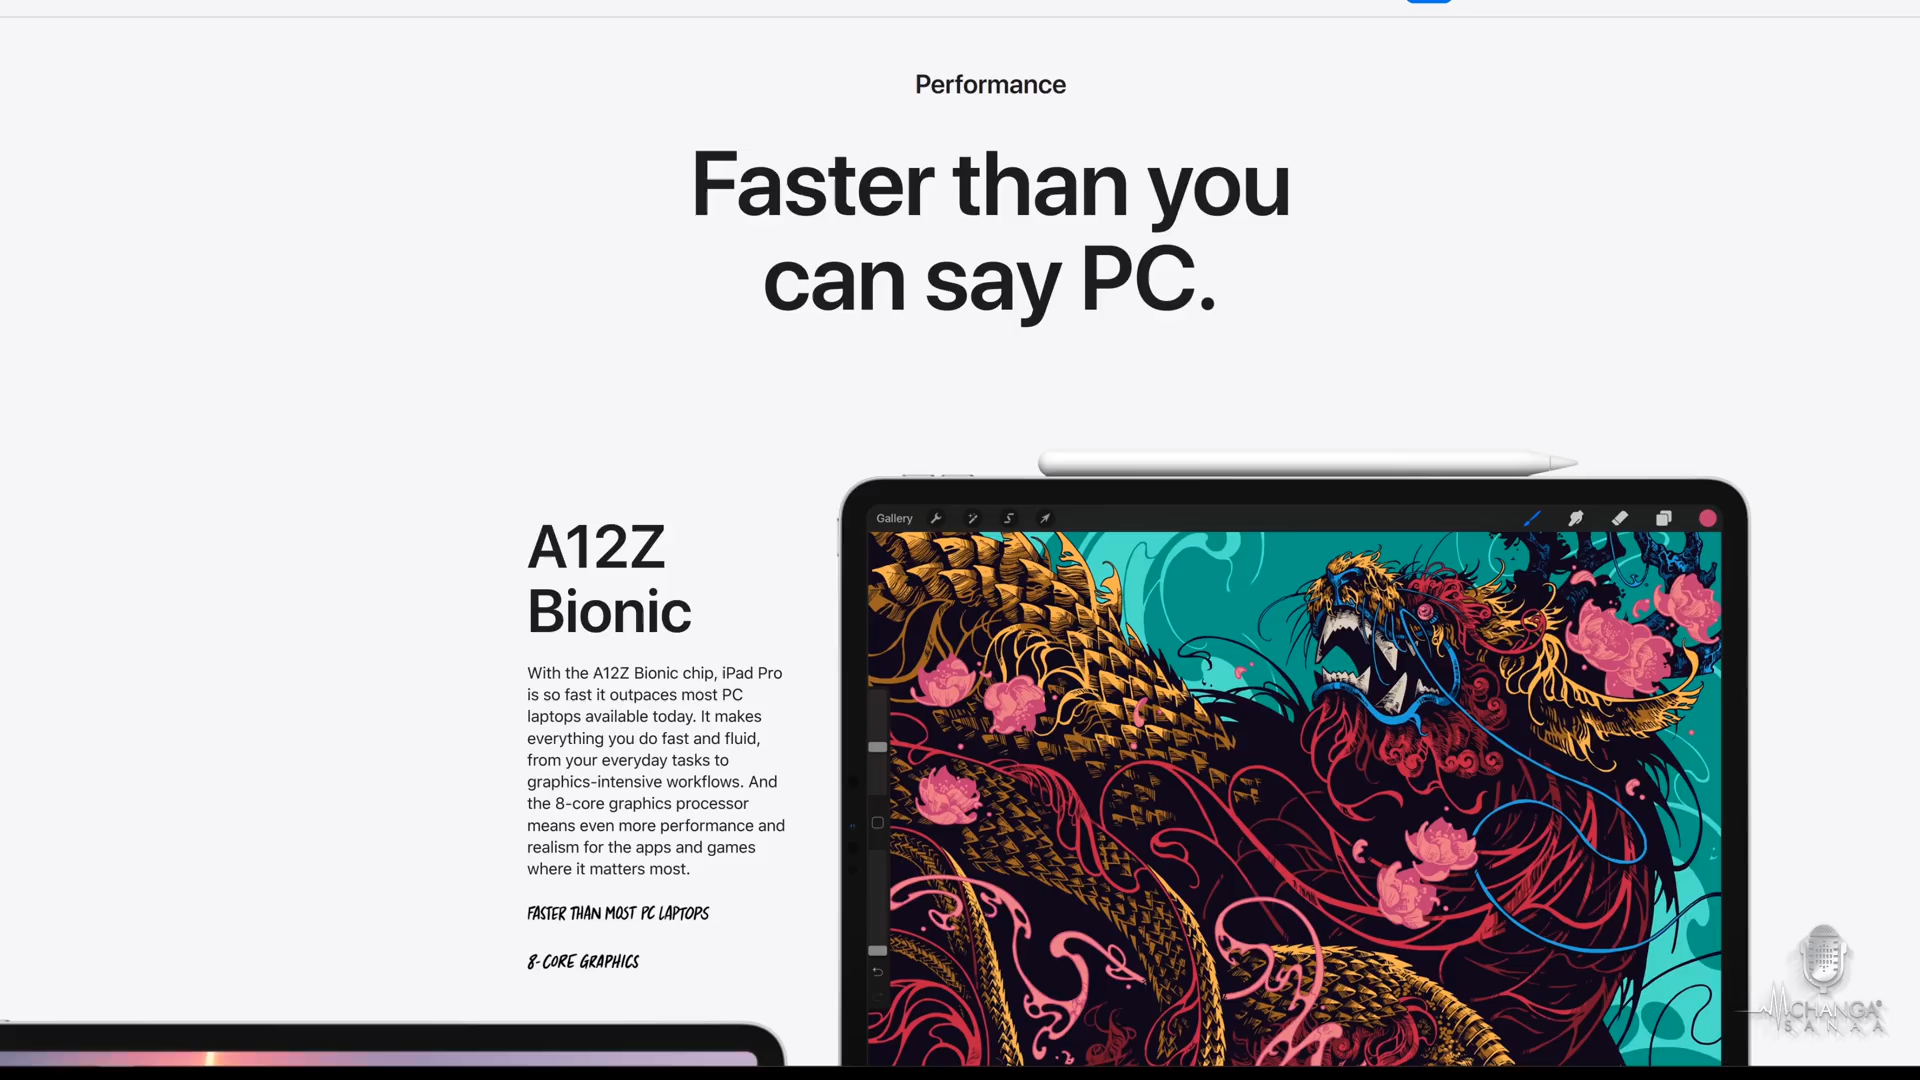 Performance
Faster than you
can say PC.
A12Z
Bionic
With the A12Z Bionic chip, iPad Pro
is so fast it outpaces most PC
laptops available today. It makes
everything you do fast and fluid,
from your everyday tasks to
graphics-intensive workflows. And
the 8-core graphics processor
means even more performance and
realism for the apps and games
where it matters most.
FASTER THAN MOST PC LAPTOPS
8-CORE GRAPHICS
Gallery
MCHANGA
SANAA